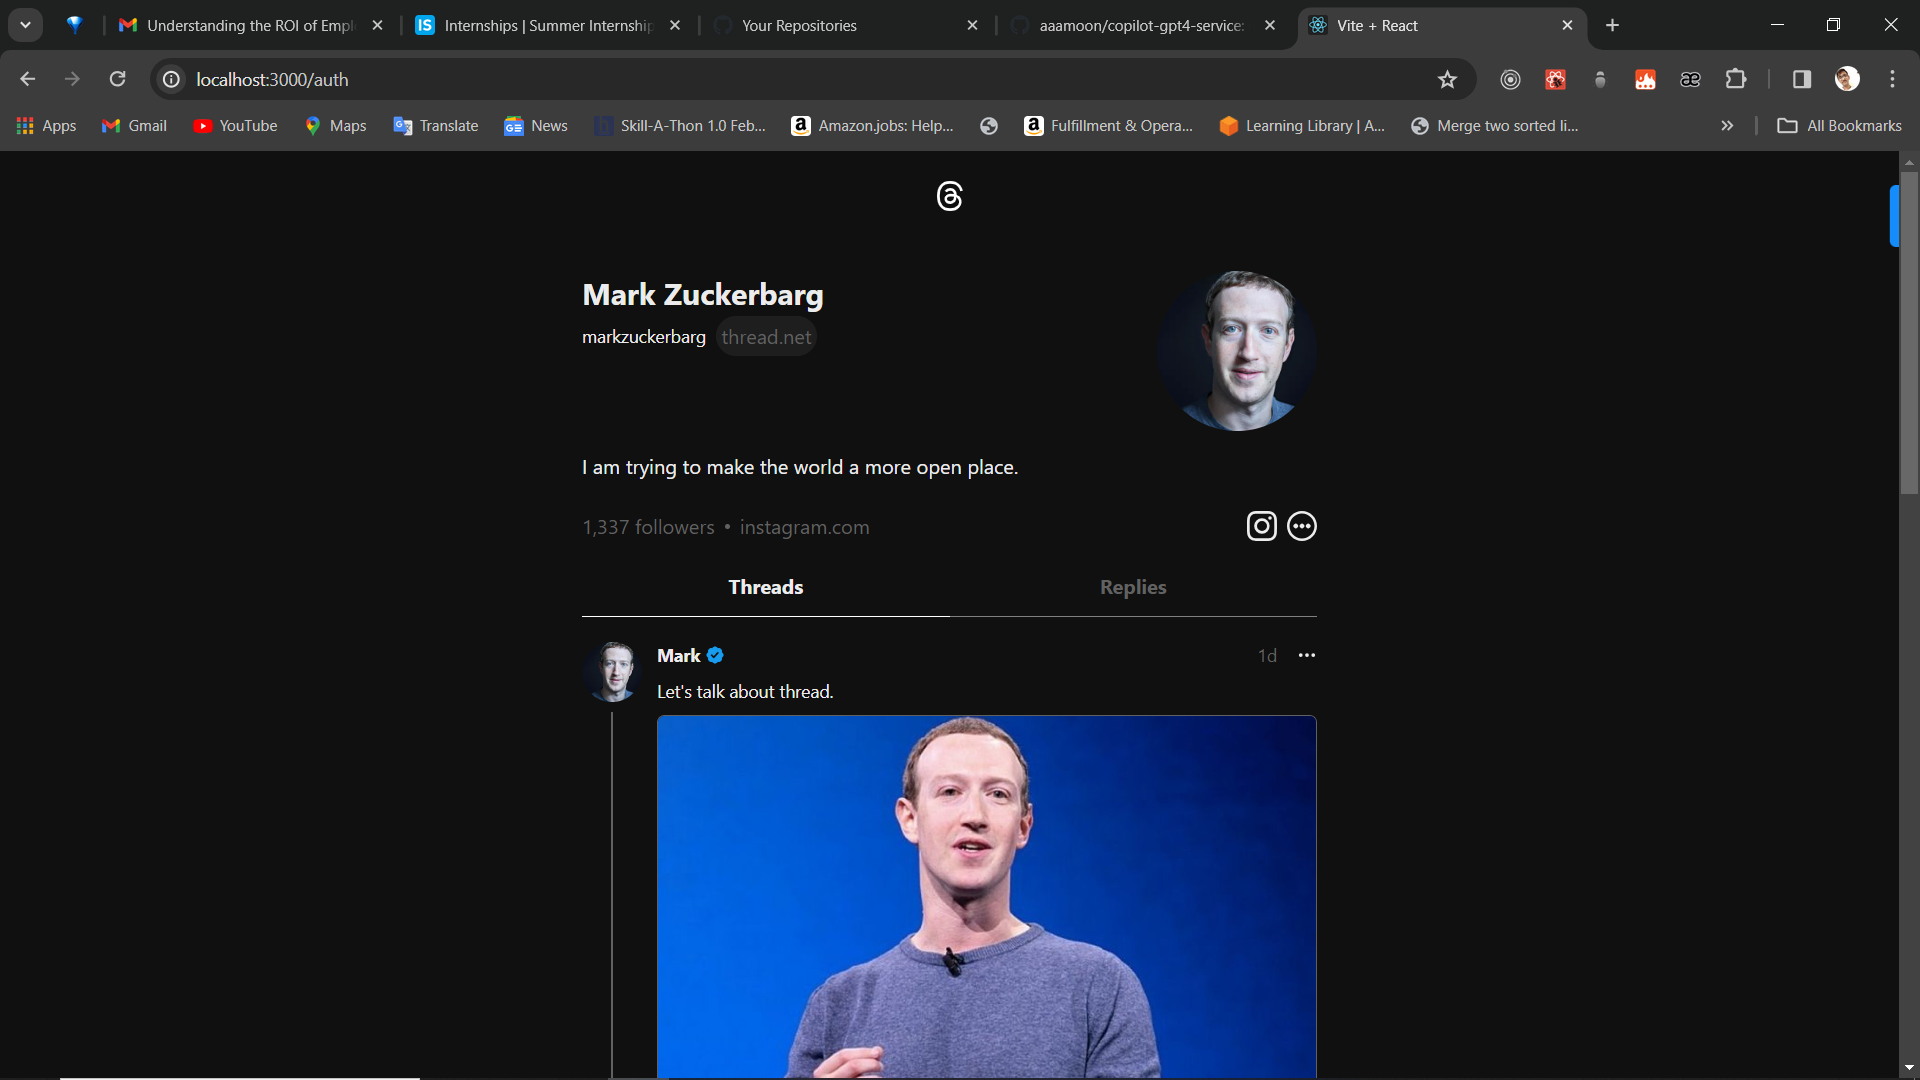 Understanding the ROI of Empl
Internships | Summer Internship
Your Repositories
aaamoon/copilot-gpt4-service:
Vite + React
localhost:3000/auth
Apps
Gmail
YouTube
Maps
Translate
News
Skill-A-Thon 1.0 Feb...
Amazon.jobs: Help...
Fulfillment & Opera...
Learning Library | A...
Merge two sorted li...
All Bookmarks
Mark Zuckerbarg
markzuckerbarg thread.net
I am trying to make the world a more open place.
1,337 followers • instagram.com
Threads Replies
Mark 1d
Let's talk about thread.